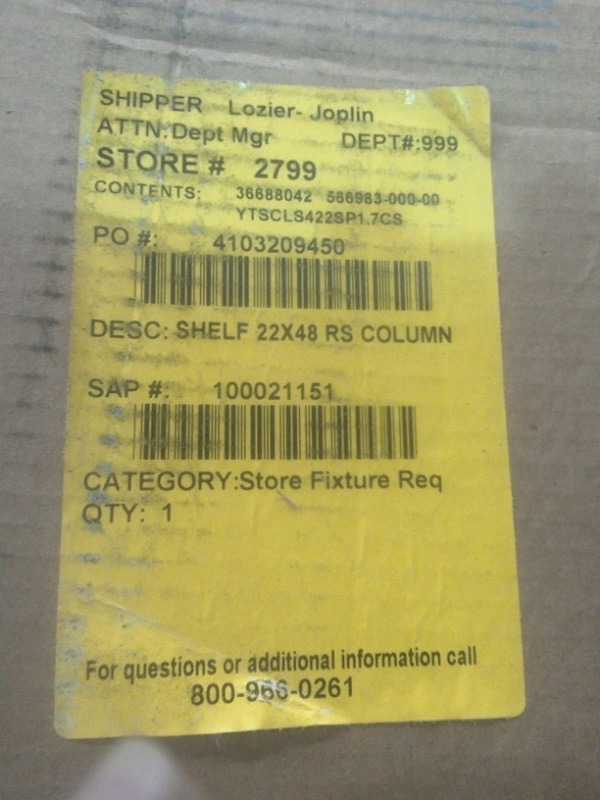 SHIPPER Lozier- Joplin
ATTN:Dept Mgr DEPT#:999
STORE # 2799
CONTENTS: 36688042 566983-000-00
YTSCLS422SP1.7CS
PO #: 4103209450
DESC: SHELF 22X48 RS COLUMN
SAP #: 100021151
CATEGORY:Store Fixture Req
QTY: 1
For questions or additional information call
800-966-0261